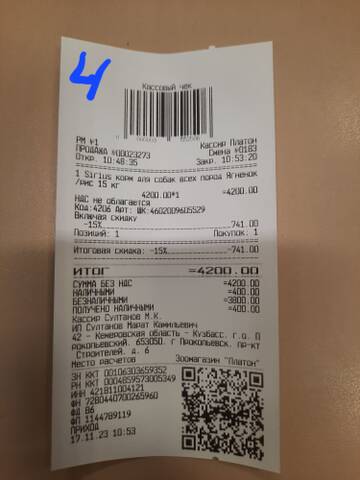 4
Кассовый чек
РМ №1 Кассир Платон
ПРОДАЖА №00023273 Смена №0183
Откр. 10:48:35 Закр. 10:53:20
1 Sirius корм для собак всех пород Ягненок
/рис 15 кг
4200.00*1 =4200.00
НДС не облагается
Код:4206 Арт: ШК:4602009605529
Включая скидку
-15% 741.00
Позиций: 1 Покупок: 1
Итоговая скидка: -15% -741.00
ИТОГ =4200.00
СУММА БЕЗ НДС =4200.00
НАЛИЧНЫМИ =400.00
БЕЗНАЛИЧНЫМИ =3800.00
ПОЛУЧЕНО НАЛИЧНЫМИ =400.00
Кассир Султанов М.К.
ИП Султанов Марат Камильевич
42 - Кемеровская область - Кузбасс. г.о. П
рокопьевский. 653050. г Прокопьевск. пр-кт
Строителей. д. 6
Место расчетов Зоомагазин "Платон"
ЗН ККТ 00106303659352
РН ККТ 0004859573005349
ИНН 421811004121
ФН 7280440700265960
ФД 86
ФП 1144789119
ПРИХОД
17.11.23 10:53